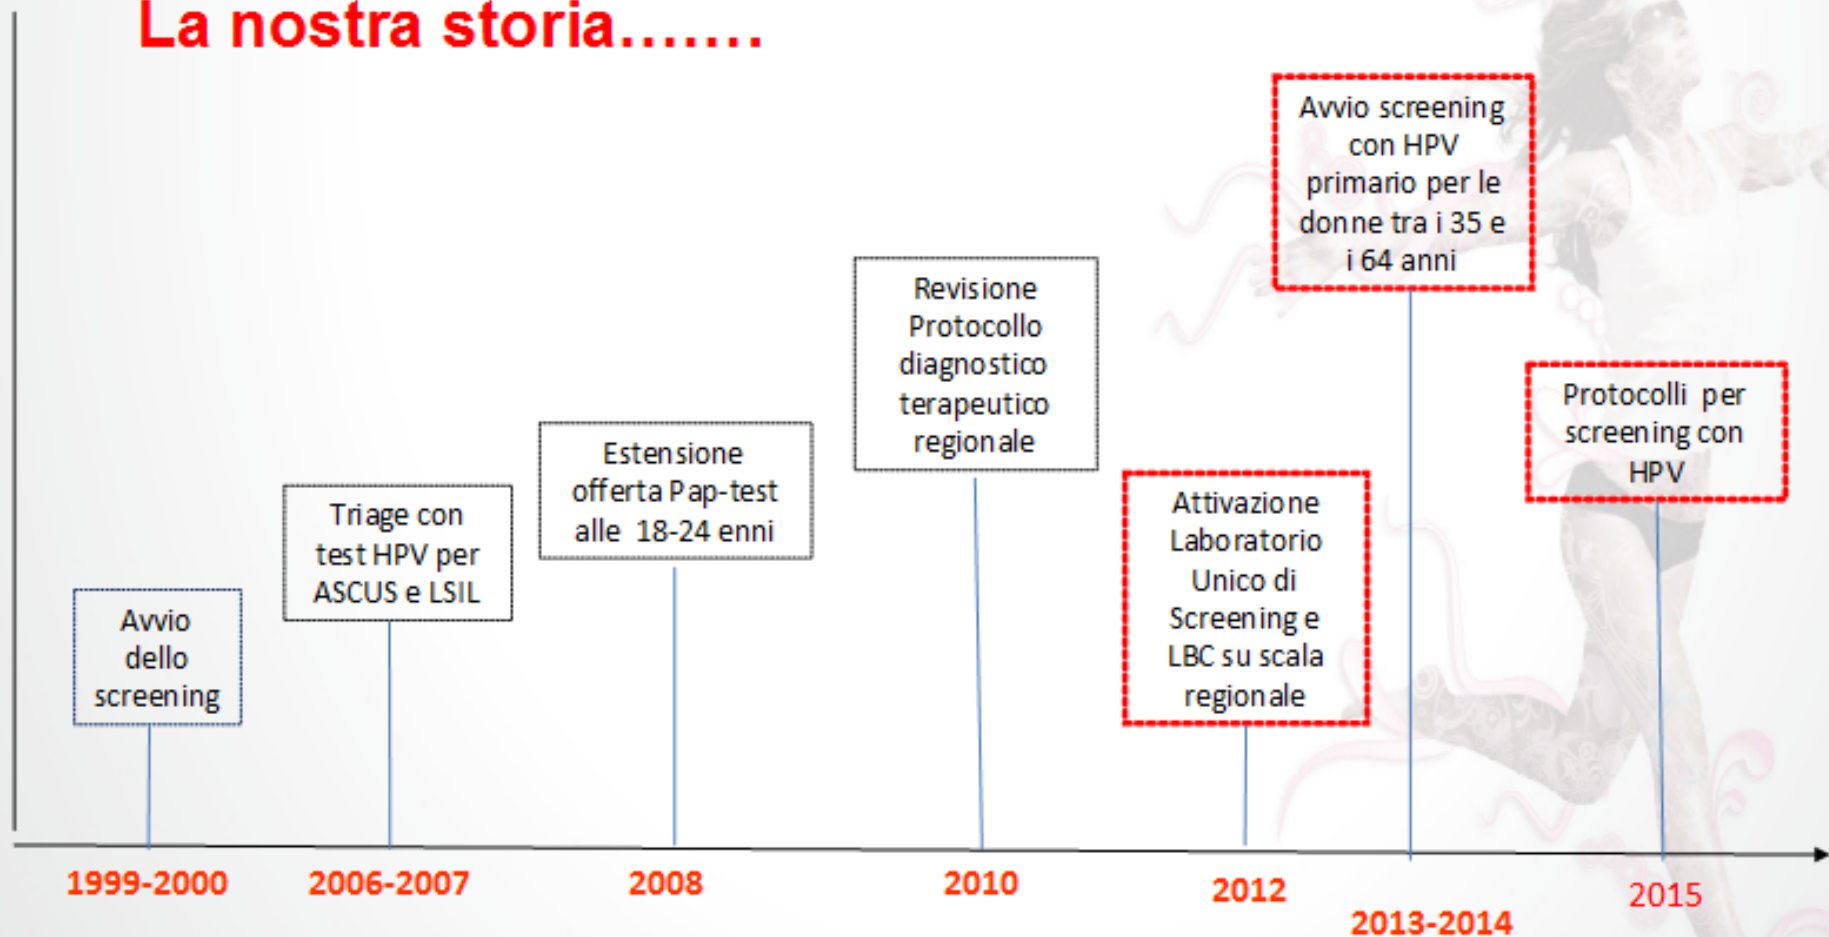 La nostra storia.......
Avvio
dello
screening
Triage con
test HPV per
ASCUS e LSIL
Estensione
offerta Pap-test
alle 18-24 enni
Revisione
Protocollo
diagnostico
terapeutico
regionale
Attivazione
Laboratorio
Unico di
Screening e
LBC su scala
regionale
Avvio screening
con HPV
primario per le
donne tra i 35 e
i 64 anni
Protocolli per
screening con
HPV
1999-2000
2006-2007
2008
2010
2012
2013-2014
2015